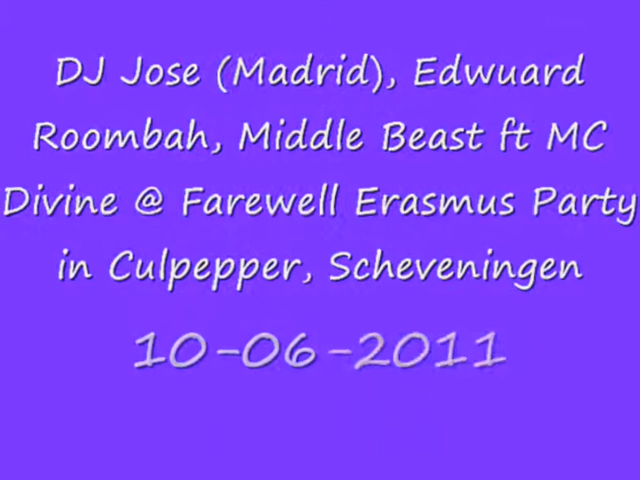 DJ Jose (Madrid), Edwuard
Roombah, Middle Beast ft MC
Divine @ Farewell Erasmus Party
in Culpepper, Scheveningen
10-06-2011